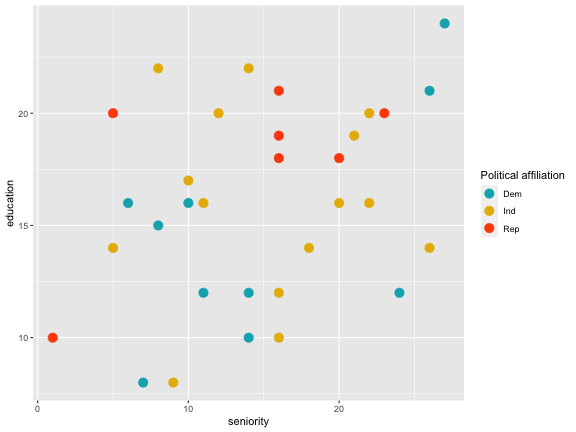 education
20
15
10
0
10
20
seniority
Political affiliation
Dem
Ind
Rep